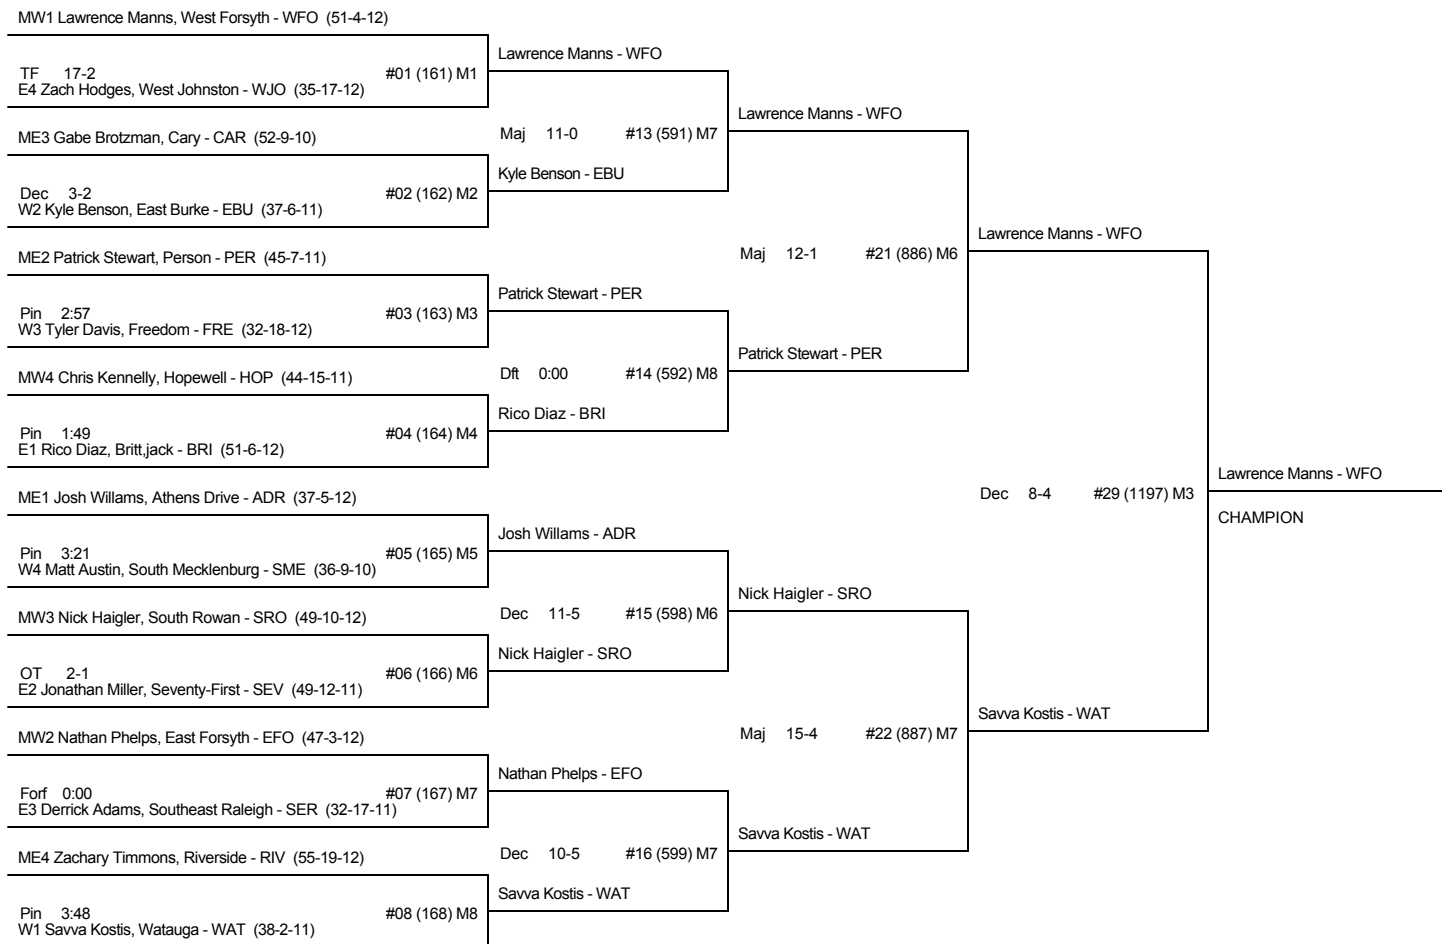 MW1 Lawrence Manns, West Forsyth - WFO (51-4-12)
Lawrence Manns - WFO
TF 17-2 #01 (161) M1
E4 Zach Hodges, West Johnston - WJO (35-17-12)
Lawrence Manns - WFO
ME3 Gabe Brotzman, Cary - CAR (52-9-10)
Maj 11-0 #13 (591) M7
Kyle Benson - EBU
Dec 3-2 #02 (162) M2
W2 Kyle Benson, East Burke - EBU (37-6-11)
Lawrence Manns - WFO
ME2 Patrick Stewart, Person - PER (45-7-11)
Maj 12-1 #21 (886) M6
Patrick Stewart - PER
Pin 2:57 #03 (163) M3
W3 Tyler Davis, Freedom - FRE (32-18-12)
Patrick Stewart - PER
MW4 Chris Kennelly, Hopewell - HOP (44-15-11)
Dft 0:00 #14 (592) M8
Rico Diaz - BRI
Pin 1:49 #04 (164) M4
E1 Rico Diaz, Britt,jack - BRI (51-6-12)
Lawrence Manns - WFO
ME1 Josh Willams, Athens Drive - ADR (37-5-12)
Dec 8-4 #29 (1197) M3
CHAMPION
Josh Willams - ADR
Pin 3:21 #05 (165) M5
W4 Matt Austin, South Mecklenburg - SME (36-9-10)
Nick Haigler - SRO
MW3 Nick Haigler, South Rowan - SRO (49-10-12)
Dec 11-5 #15 (598) M6
Nick Haigler - SRO
OT 2-1 #06 (166) M6
E2 Jonathan Miller, Seventy-First - SEV (49-12-11)
Savva Kostis - WAT
MW2 Nathan Phelps, East Forsyth - EFO (47-3-12)
Maj 15-4 #22 (887) M7
Nathan Phelps - EFO
Forf 0:00 #07 (167) M7
E3 Derrick Adams, Southeast Raleigh - SER (32-17-11)
Savva Kostis - WAT
ME4 Zachary Timmons, Riverside - RIV (55-19-12)
Dec 10-5 #16 (599) M7
Savva Kostis - WAT
Pin 3:48 #08 (168) M8
W1 Savva Kostis, Watauga - WAT (38-2-11)